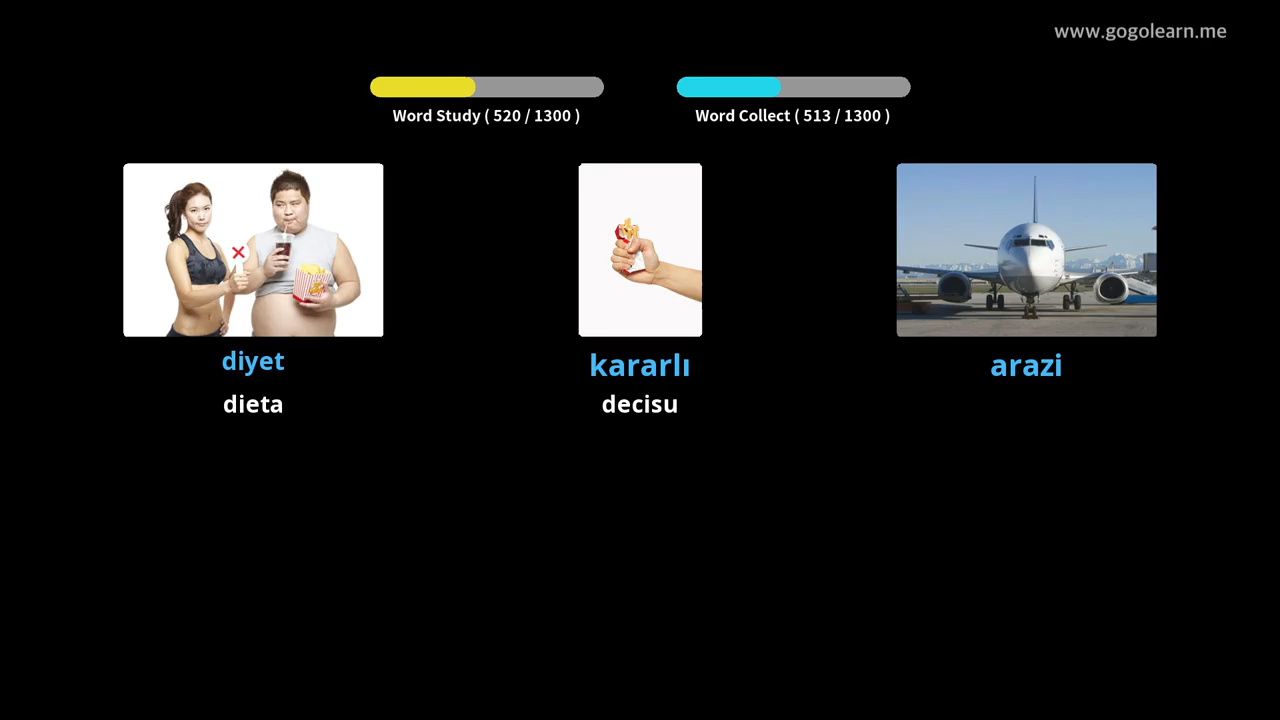 www.gogolearn.me
Word Study ( 520 / 1300 )
Word Collect ( 513 / 1300 )
diyet
kararlı
arazi
dieta
decisu